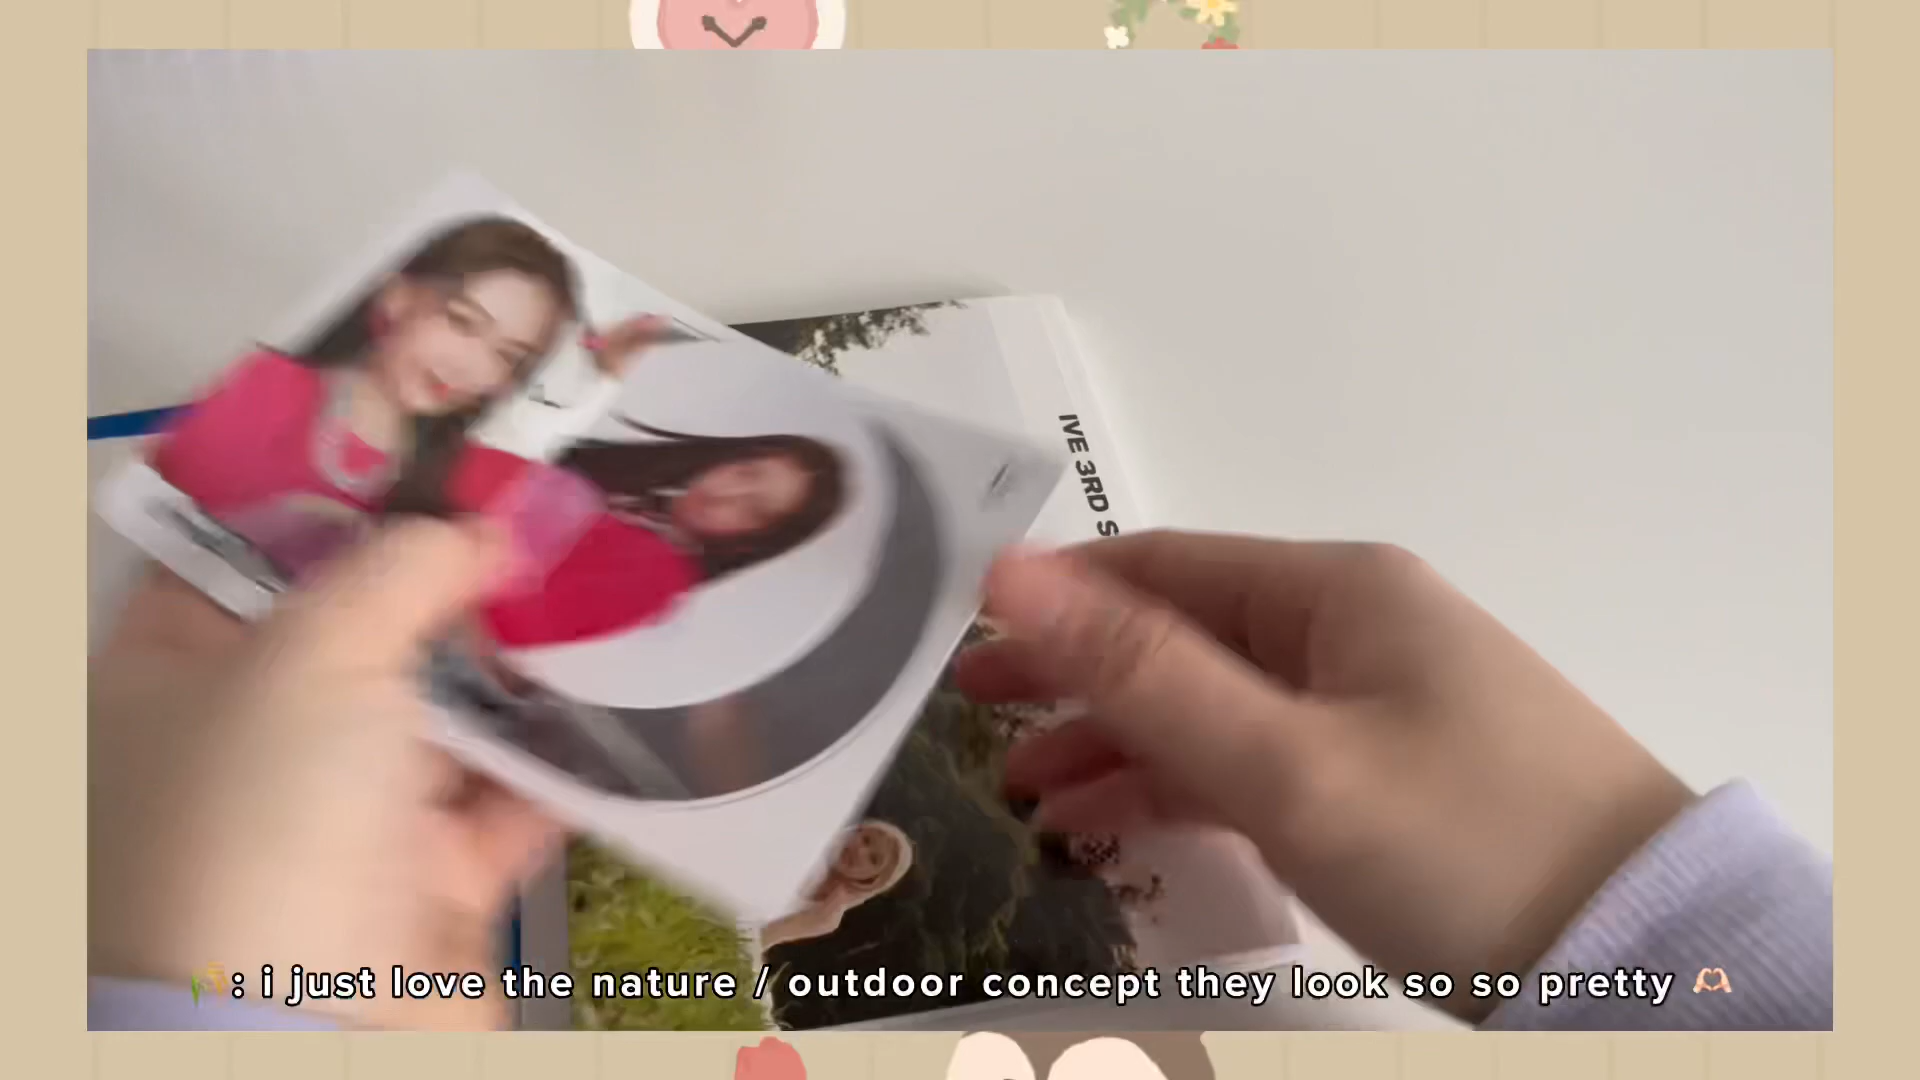 IVE 3RD S
🌾: i just love the nature / outdoor concept they look so so pretty 🫶🏻